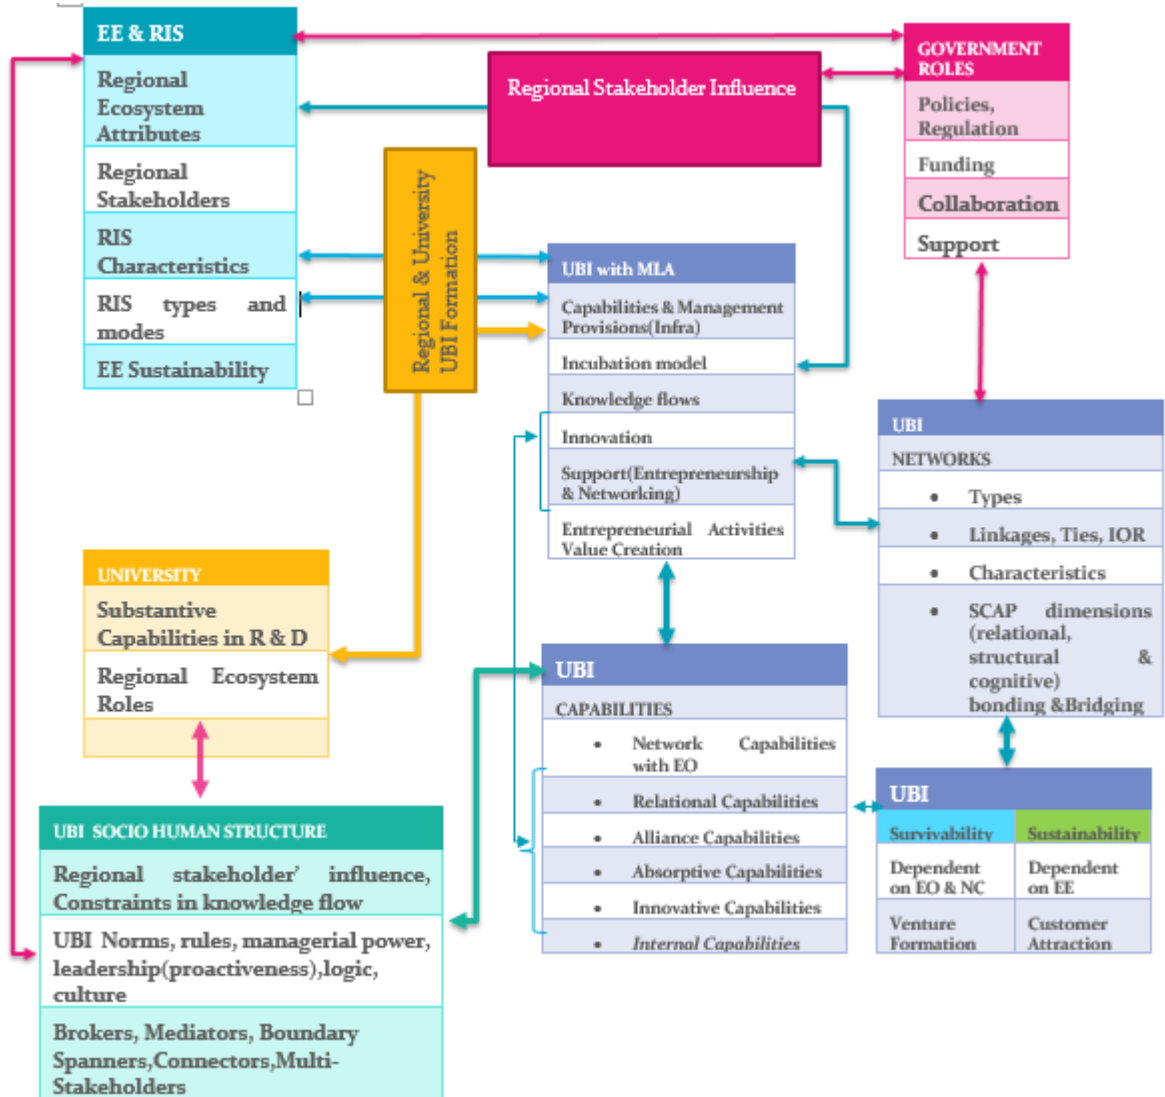 EE & RIS
Regional
Ecosystem
Attributes
Regional
Stakeholders
RIS
Characteristics
RIS types and
modes
EE Sustainability
Regional Stakeholder Influence
GOVERNMENT
ROLES
Policies,
Regulation
Funding
Collaboration
Support
Regional & University
UBI Formation
UBI with MLA
Capabilities & Management
Provisions(Infra)
Incubation model
Knowledge flows
Innovation
Support(Entrepreneurship
& Networking)
Entrepreneurial Activities
Value Creation
UBI
NETWORKS
• Types
• Linkages, Ties, IOR
• Characteristics
• SCAP dimensions
(relational,
structural &
cognitive)
bonding &Bridging
UNIVERSITY
Substantive
Capabilities in R & D
Regional Ecosystem
Roles
UBI
CAPABILITIES
• Network Capabilities
with EO
• Relational Capabilities
• Alliance Capabilities
• Absorptive Capabilities
• Innovative Capabilities
• Internal Capabilities
UBI
Survivability
Sustainability
Dependent
on EO & NC
Dependent
on EE
Venture
Formation
Customer
Attraction
UBI SOCIO HUMAN STRUCTURE
Regional stakeholder’ influence,
Constraints in knowledge flow
UBI Norms, rules, managerial power,
leadership(proactiveness),logic,
culture
Brokers, Mediators, Boundary
Spanners,Connectors,Multi-
Stakeholders